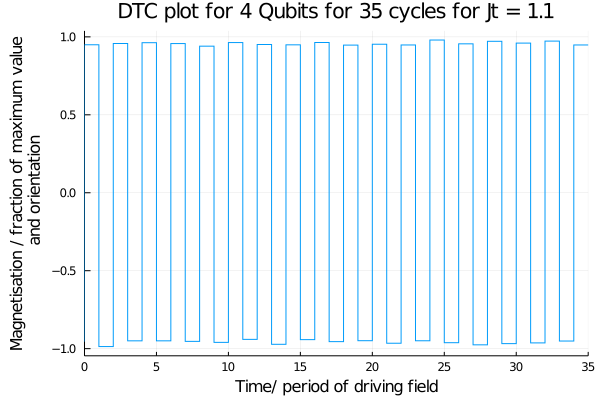 DTC plot for 4 Qubits for 35 cycles for Jt = 1.1
Magnetisation / fraction of maximum value
and orientation
1.0
0.5
0.0
−0.5
−1.0
0 5 10 15 20 25 30 35
Time/ period of driving field